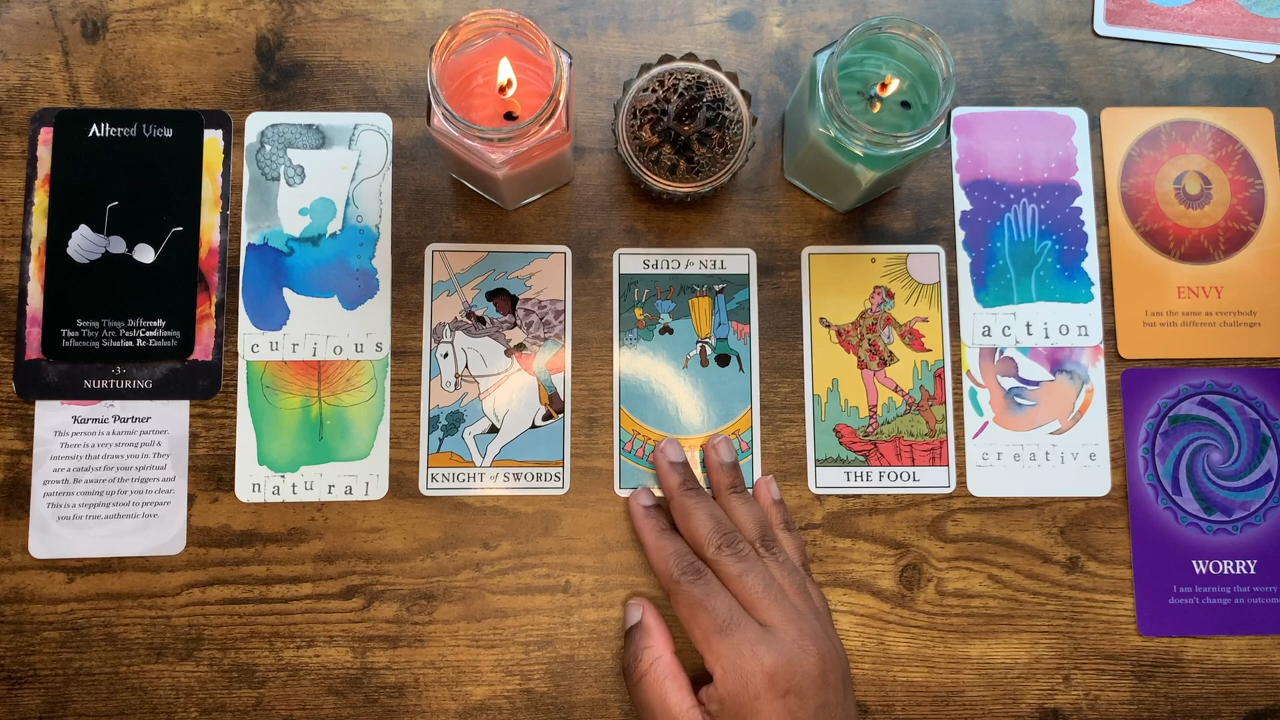 Altered View
Seeing Things Differently
Than They Are, Past/Conditioning
Influencing Situation, Re-Evaluate
·3·
NURTURING
Karmic Partner
This person is a karmic partner.
There is a very strong pull &
intensity that draws you in. They
are a catalyst for your spiritual
growth. Be aware of the triggers and
patterns coming up for you to clear.
This is a stepping stool to prepare
you for true, authentic love.
curious
natural
KNIGHT of SWORDS
TEN of CUPS
0
THE FOOL
action
creative
ENVY
I am the same as everybody
but with different challenges
WORRY
I am learning that worry
doesn't change an outcome